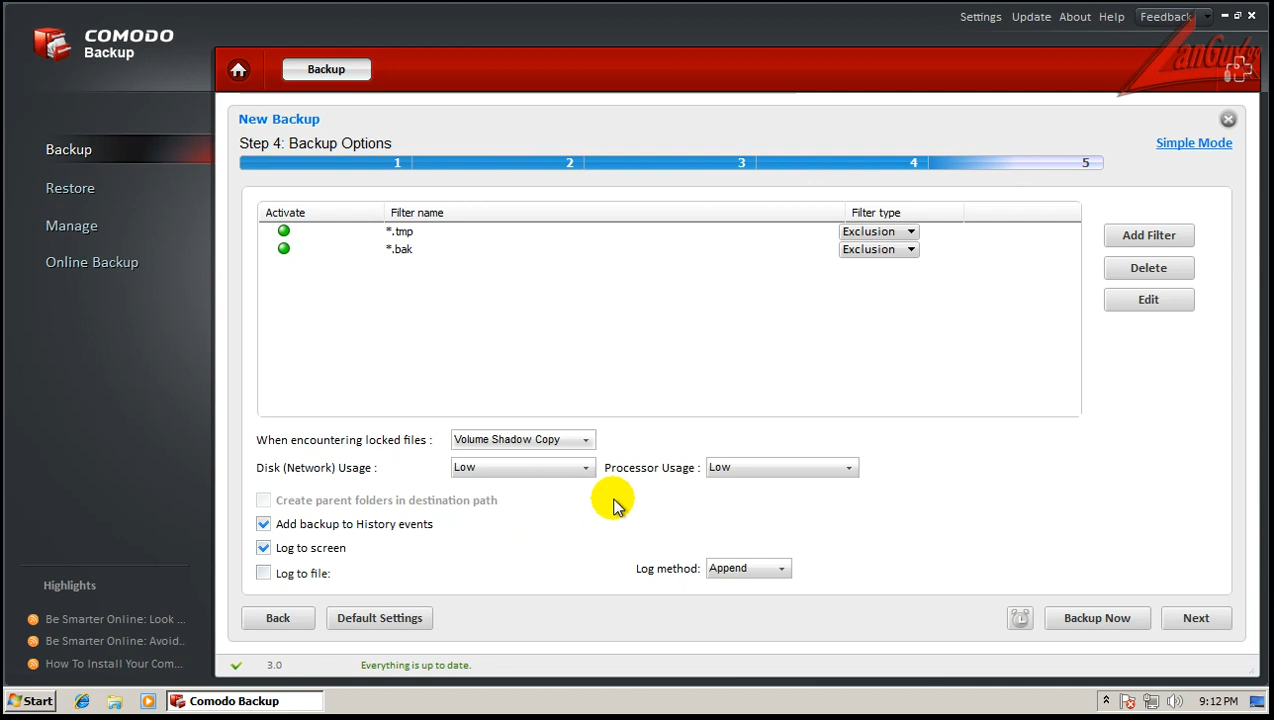 Settings Update About Help Feedback
COMODO
Backup
Backup
Backup
Restore
Manage
Online Backup
New Backup
Step 4: Backup Options
Simple Mode
1 2 3 4 5
Activate Filter name Filter type
*.tmp Exclusion
*.bak Exclusion
Add Filter
Delete
Edit
When encountering locked files : Volume Shadow Copy
Disk (Network) Usage : Low Processor Usage : Low
Create parent folders in destination path
Add backup to History events
Log to screen
Log to file: Log method: Append
Back Default Settings Backup Now Next
Highlights
Be Smarter Online: Look ...
Be Smarter Online: Avoid..
How To Install Your Com...
3.0 Everything is up to date.
Start Comodo Backup 9:12 PM